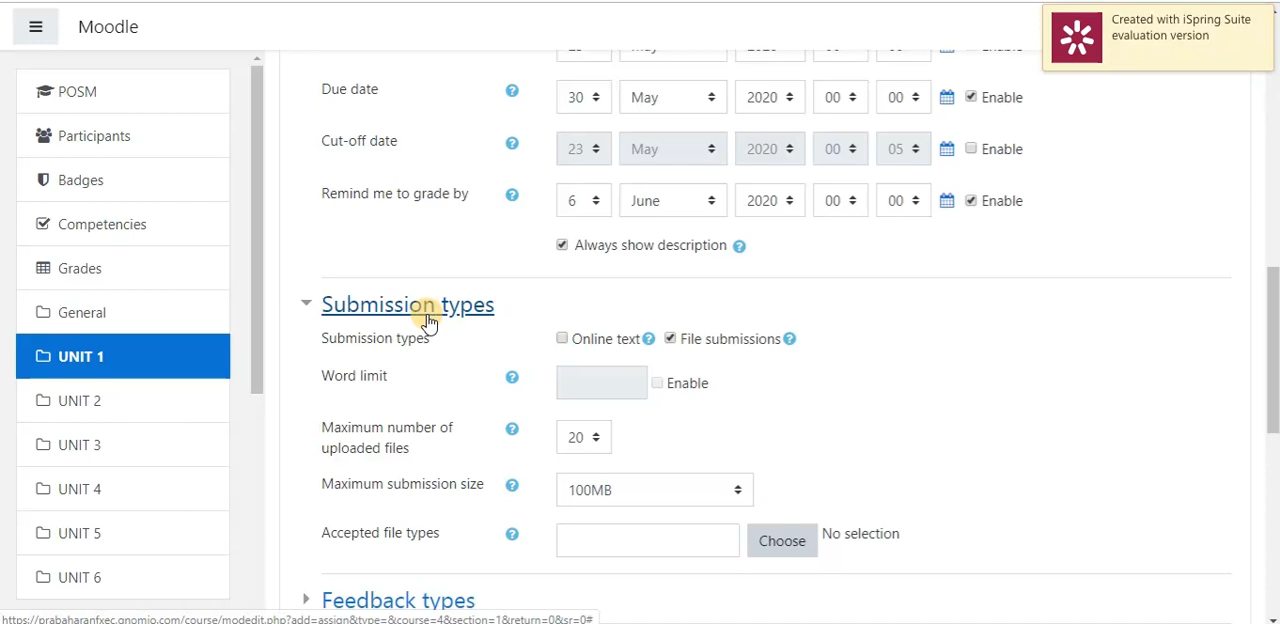 Moodle
Created with iSpring Suite
evaluation version
POSM
Participants
Badges
Competencies
Grades
General
UNIT 1
UNIT 2
UNIT 3
UNIT 4
UNIT 5
UNIT 6
Due date 30 May 2020 00 00 Enable
Cut-off date 23 May 2020 00 05 Enable
Remind me to grade by 6 June 2020 00 00 Enable
Always show description
Submission types
Submission types Online text File submissions
Word limit Enable
Maximum number of
uploaded files 20
Maximum submission size 100MB
Accepted file types Choose No selection
Feedback types
https://prabaharanfxec.gnomio.com/course/modedit.php?add=assign&type=&course=4&section=1&return=0&sr=0#